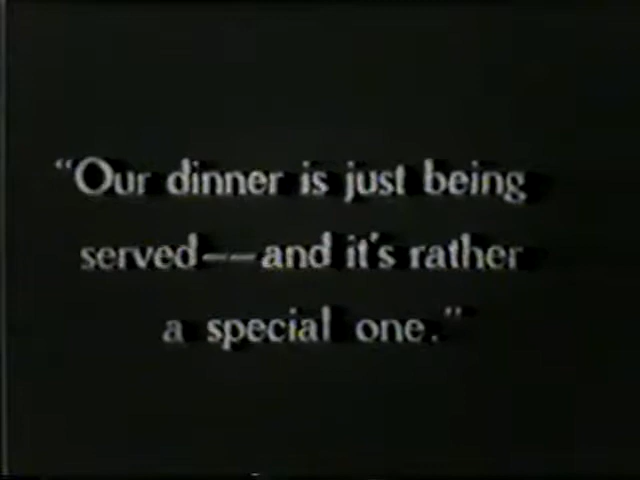 “Our dinner is just being
served--and it's rather
a special one.”